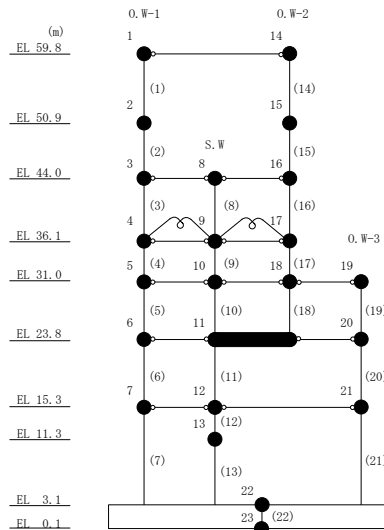 O.W-1 O.W-2
(m) 1 14
EL 59.8
(1) (14)
2 15
EL 50.9
(2) S.W (15)
3 8 16
EL 44.0
(3) (8) (16)
4 9 17
EL 36.1 O.W-3
5 (4) 10 (9) 18 (17) 19
EL 31.0
(5) (10) (18) (19)
6 11 20
EL 23.8
(6) (11) (20)
7 12 21
EL 15.3
13 (12)
EL 11.3
(7) (13) (21)
22
EL 3.1
23 (22)
EL 0.1